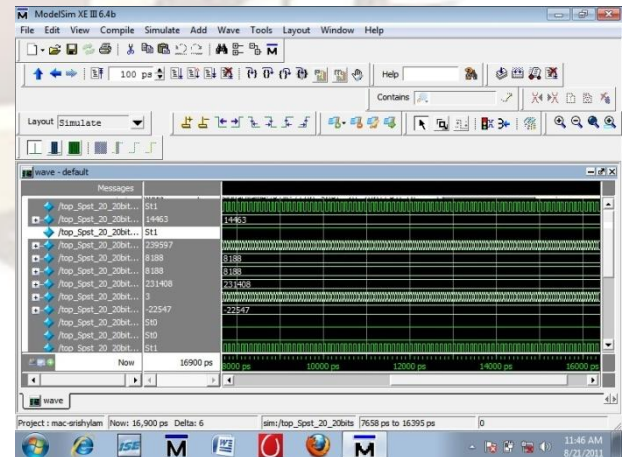 ModelSim XE III 6.4b
File Edit View Compile Simulate Add Wave Tools Layout Window Help
100 ps Help
Contains
Layout Simulate
wave - default
Messages
/top_Spst_20_20bit... St1
/top_Spst_20_20bit... 14463 14463
/top_Spst_20_20bit... St1
/top_Spst_20_20bit... 239597
/top_Spst_20_20bit... 8188 8188
/top_Spst_20_20bit... 8188 8188
/top_Spst_20_20bit... 231408 231408
/top_Spst_20_20bit... 3
/top_Spst_20_20bit... -22547 -22547
/top_Spst_20_20bit... St0
/top_Spst_20_20bit... St0
/top_Spst_20_20bit... St1
Now 16900 ps 8000 ps 10000 ps 12000 ps 14000 ps 16000 ps
wave
Project : mac-srishylam Now: 16,900 ps Delta: 6 sim:/top_Spst_20_20bits 7658 ps to 16395 ps 0
ISE M W M 11:46 AM
8/21/2011